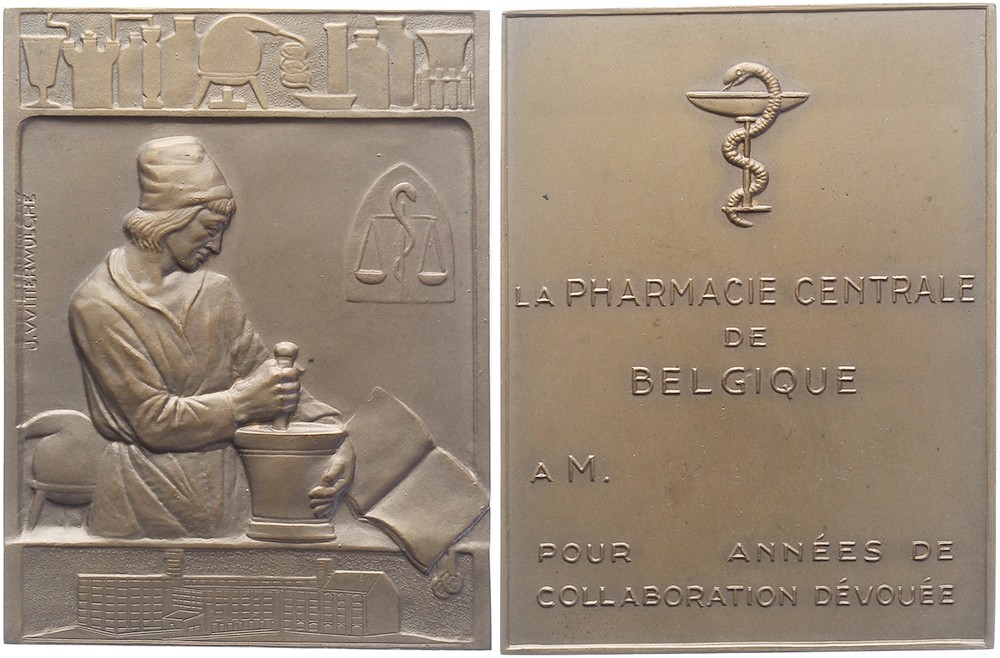 J. WITTERWULGHE
LA PHARMACIE CENTRALE
DE
BELGIQUE
A M.
POUR ANNÉES DE
COLLABORATION DÉVOUÉE